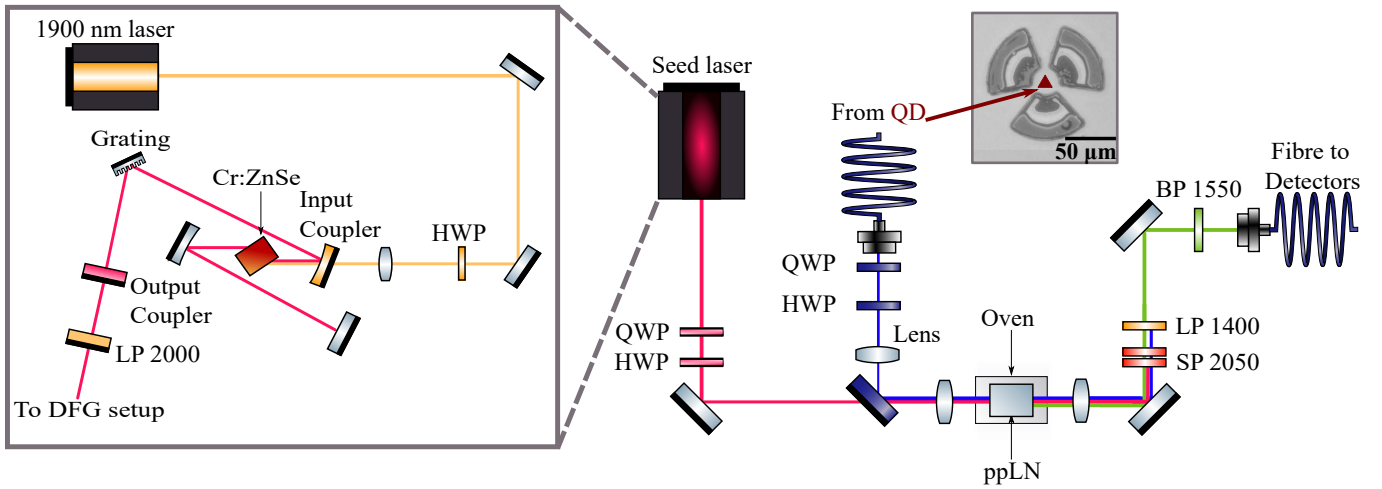 1900 nm laser
Grating
Cr:ZnSe
Input
Coupler
HWP
Output
Coupler
LP 2000
To DFG setup
Seed laser
QWP
HWP
From QD
50 µm
QWP
HWP
Lens
Oven
ppLN
BP 1550
Fibre to
Detectors
LP 1400
SP 2050